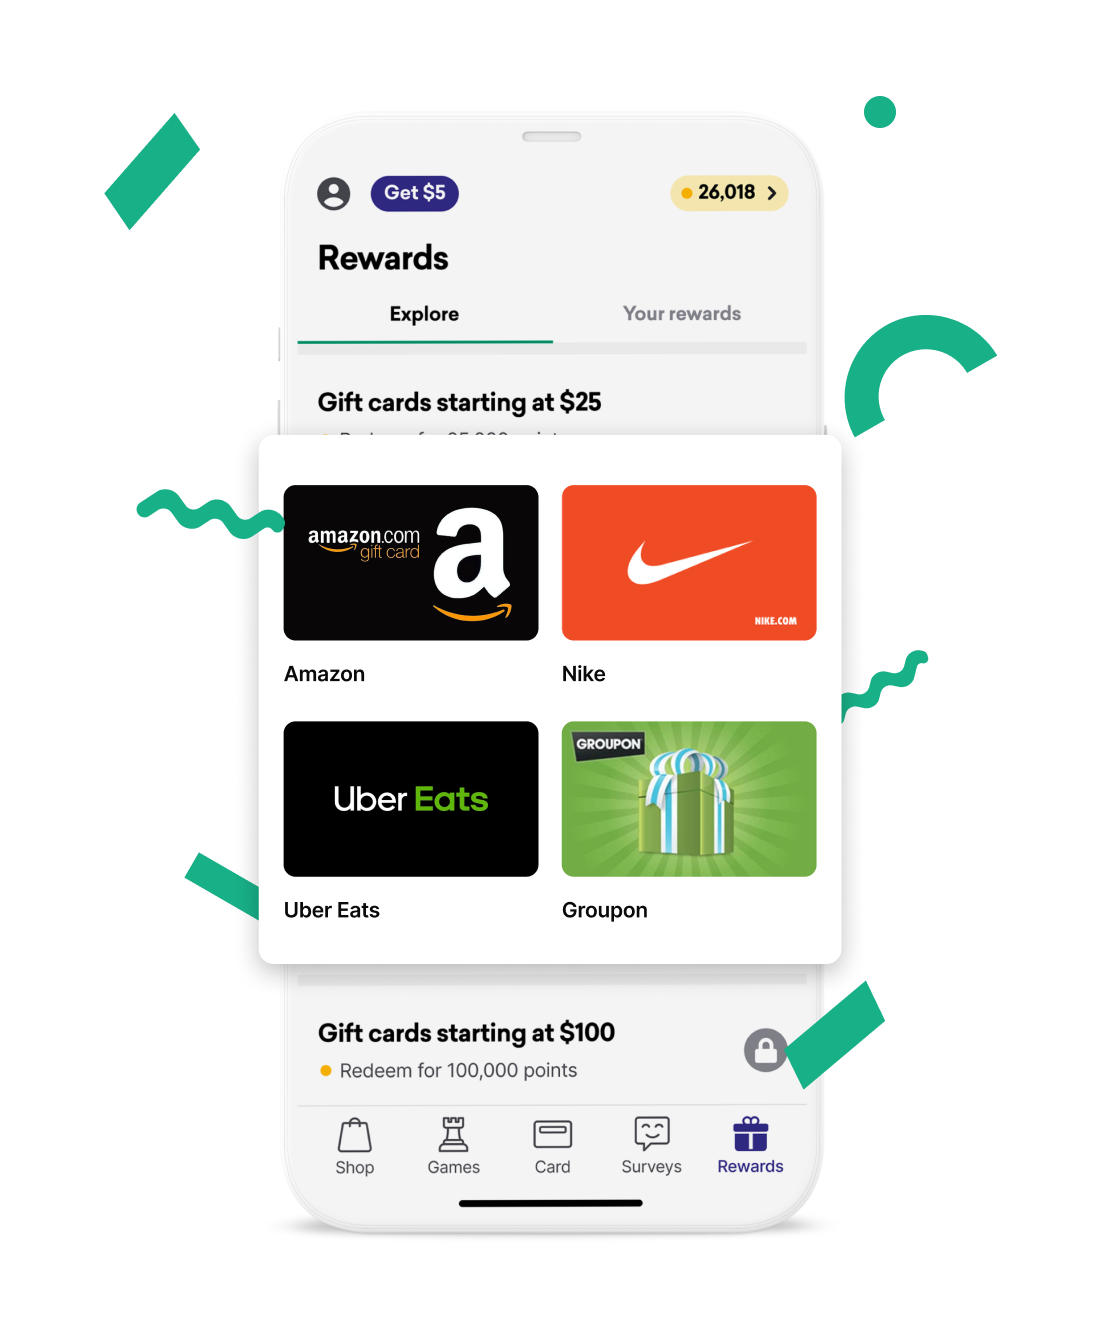 Get $5
26,018
Rewards
Explore
Your rewards
Gift cards starting at $25
amazon.com
gift card
a
NIKE.COM
Amazon
Nike
GROUPON
Uber Eats
Uber Eats
Groupon
Gift cards starting at $100
Redeem for 100,000 points
Shop
Games
Card
Surveys
Rewards